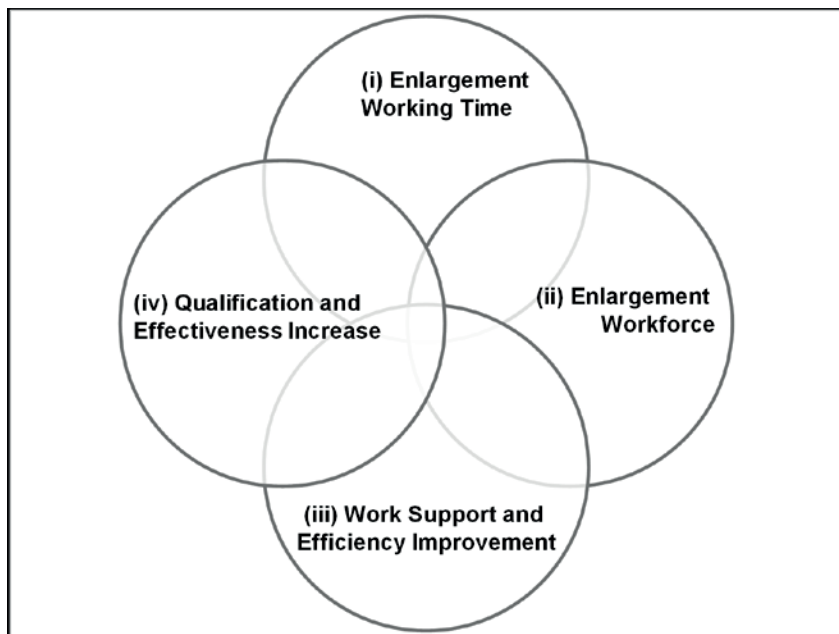 (i) Enlargement
Working Time
(ii) Enlargement
Workforce
(iii) Work Support and
Efficiency Improvement
(iv) Qualification and
Effectiveness Increase